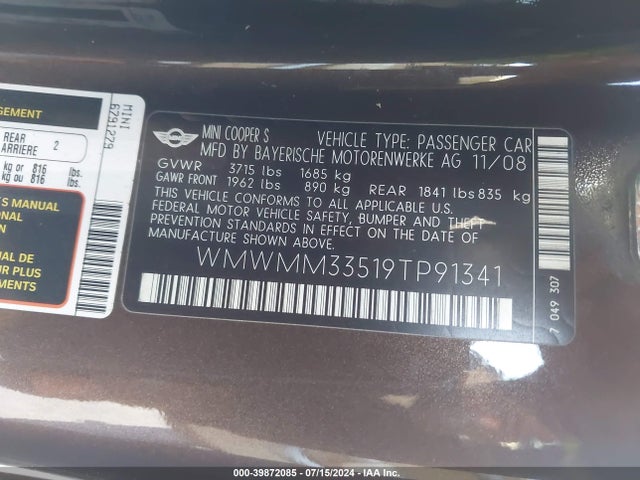 GEMENT
REAR 2
ARRIERE
kg or 816 lbs.
kg ou 816 lbs.
S MANUAL
ONAL
ON
UR PLUS
EMENTS
MINI
6791229
MINI COOPER S VEHICLE TYPE: PASSENGER CAR
MFD BY BAYERISCHE MOTORENWERKE AG 11/08
GVWR 3715 lbs 1685 kg
GAWR FRONT 1962 lbs 890 kg REAR 1841 lbs 835 kg
THIS VEHICLE CONFORMS TO ALL APPLICABLE U.S.
FEDERAL MOTOR VEHICLE SAFETY, BUMPER AND THEFT
PREVENTION STANDARDS IN EFFECT ON THE DATE OF
MANUFACTURE SHOWN ABOVE.
WMWMM33519TP91341
7 049 307
000-39872085 - 07/15/2024 - IAA Inc.